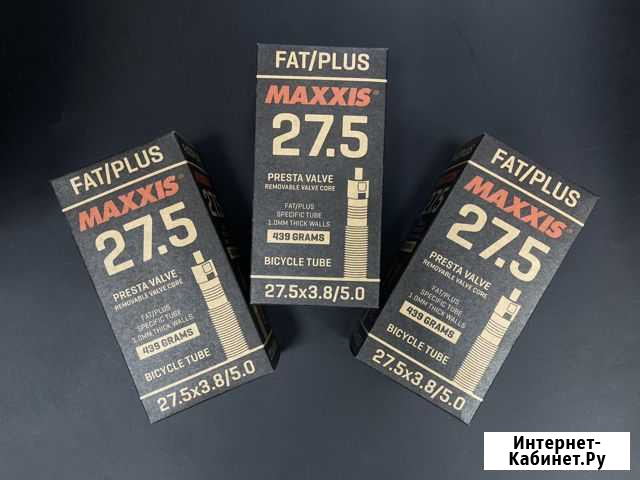 FAT/PLUS
MAXXIS®
27.5
PRESTA VALVE
REMOVABLE VALVE CORE
FAT/PLUS
SPECIFIC TUBE
1.0MM THICK WALLS
439 GRAMS
BICYCLE TUBE
27.5x3.8/5.0
FAT/PLUS
MAXXIS®
27.5
PRESTA VALVE
REMOVABLE VALVE CORE
FAT/PLUS
SPECIFIC TUBE
1.0MM THICK WALLS
439 GRAMS
BICYCLE TUBE
27.5x3.8/5.0
FAT/PLUS
MAXXIS®
27.5
PRESTA VALVE
REMOVABLE VALVE CORE
FAT/PLUS
SPECIFIC TUBE
1.0MM THICK WALLS
439 GRAMS
BICYCLE TUBE
27.5x3.8/5.0
Интернет-
Кабинет.Ру